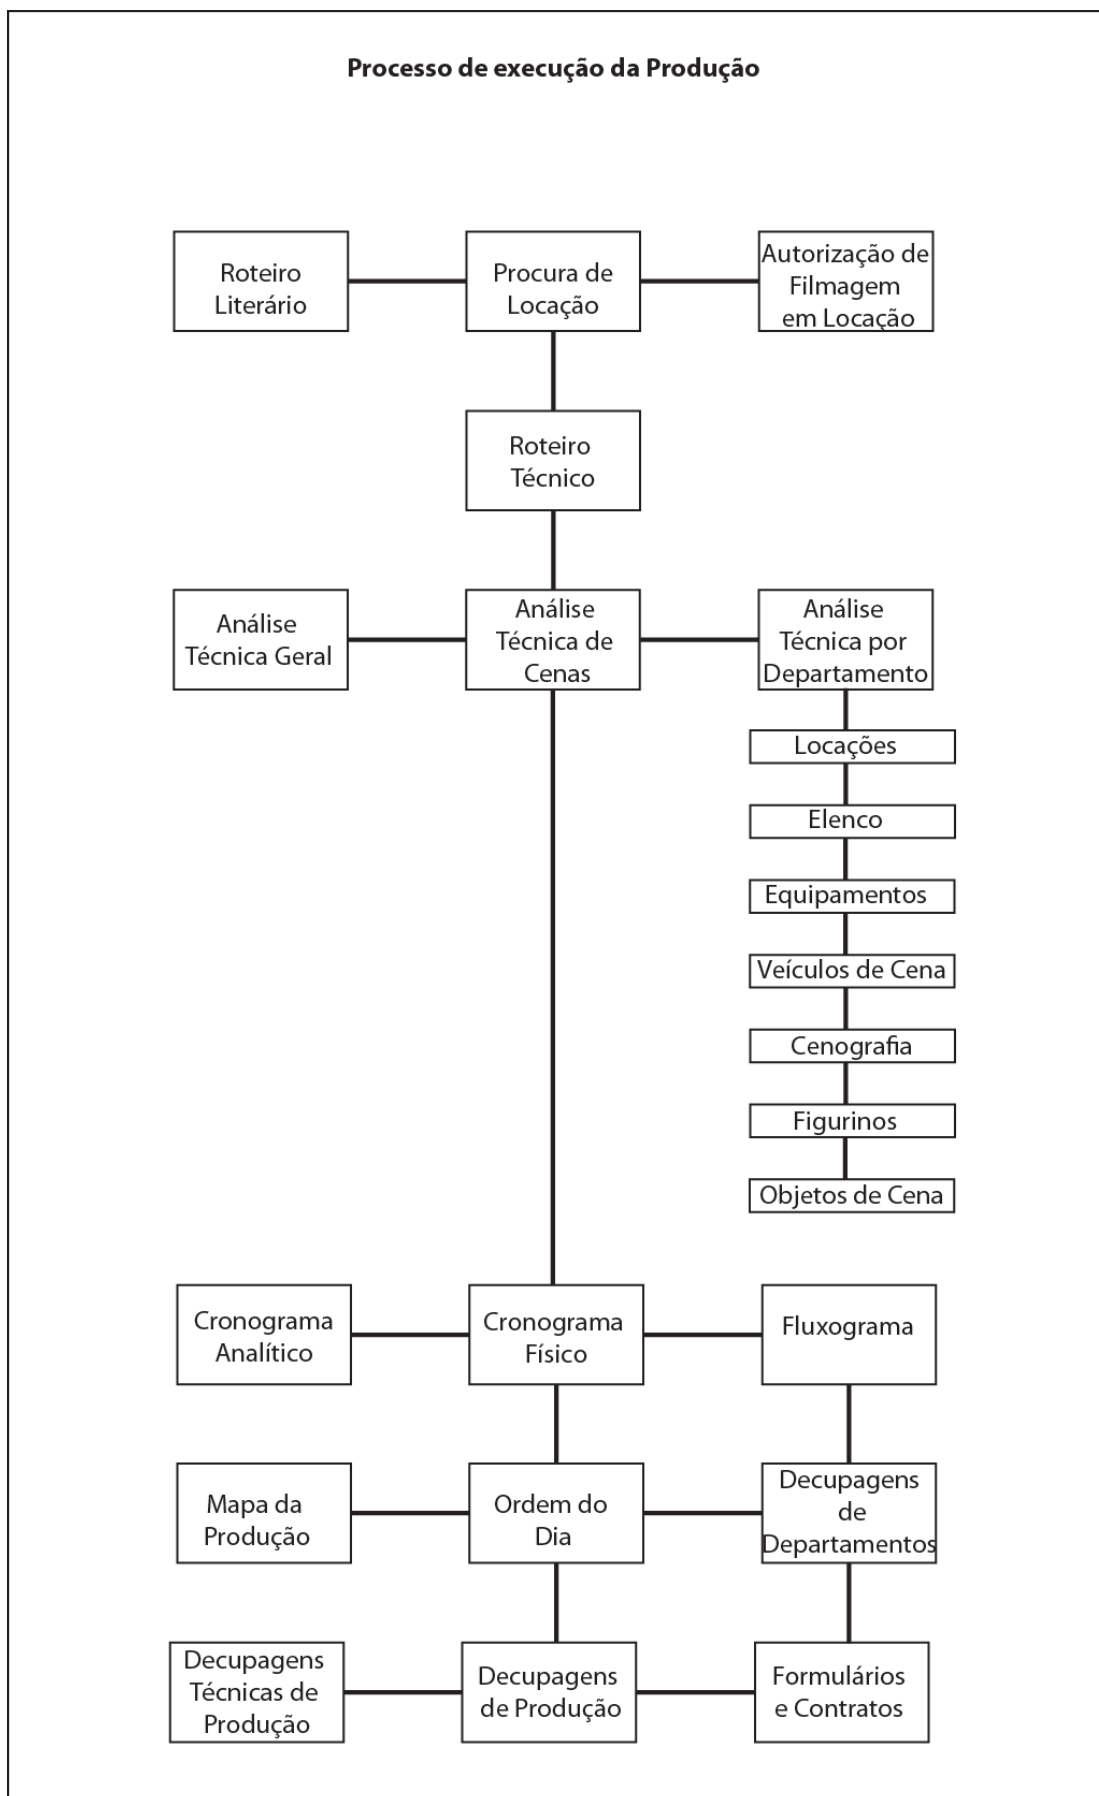 Processo de execução da Produção
Roteiro
Literário
Procura de
Locação
Autorização de
Filmagem
em Locação
Roteiro
Técnico
Análise
Técnica Geral
Análise
Técnica de
Cenas
Análise
Técnica por
Departamento
Locações
Elenco
Equipamentos
Veículos de Cena
Cenografia
Figurinos
Objetos de Cena
Cronograma
Analítico
Cronograma
Físico
Fluxograma
Mapa da
Produção
Ordem do
Dia
Decupagens
de
Departamentos
Decupagens
Técnicas de
Produção
Decupagens
de Produção
Formulários
e Contratos